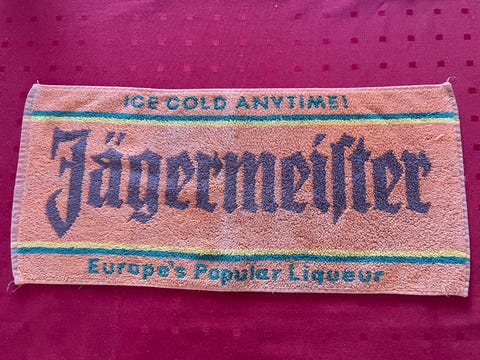 ICE COLD ANYTIME!
Jägermeiſter
Europe's Popular Liqueur